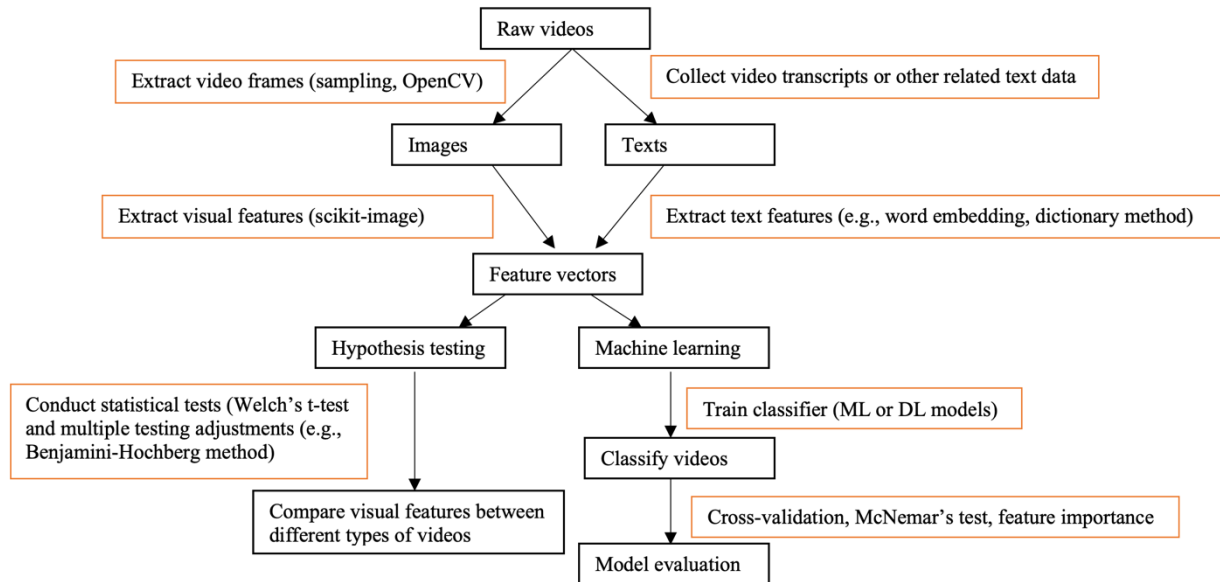 Raw videos
Extract video frames (sampling, OpenCV)
Collect video transcripts or other related text data
Images
Texts
Extract visual features (scikit-image)
Extract text features (e.g., word embedding, dictionary method)
Feature vectors
Hypothesis testing
Machine learning
Conduct statistical tests (Welch’s t-test
and multiple testing adjustments (e.g.,
Benjamini-Hochberg method)
Train classifier (ML or DL models)
Classify videos
Compare visual features between
different types of videos
Cross-validation, McNemar’s test, feature importance
Model evaluation